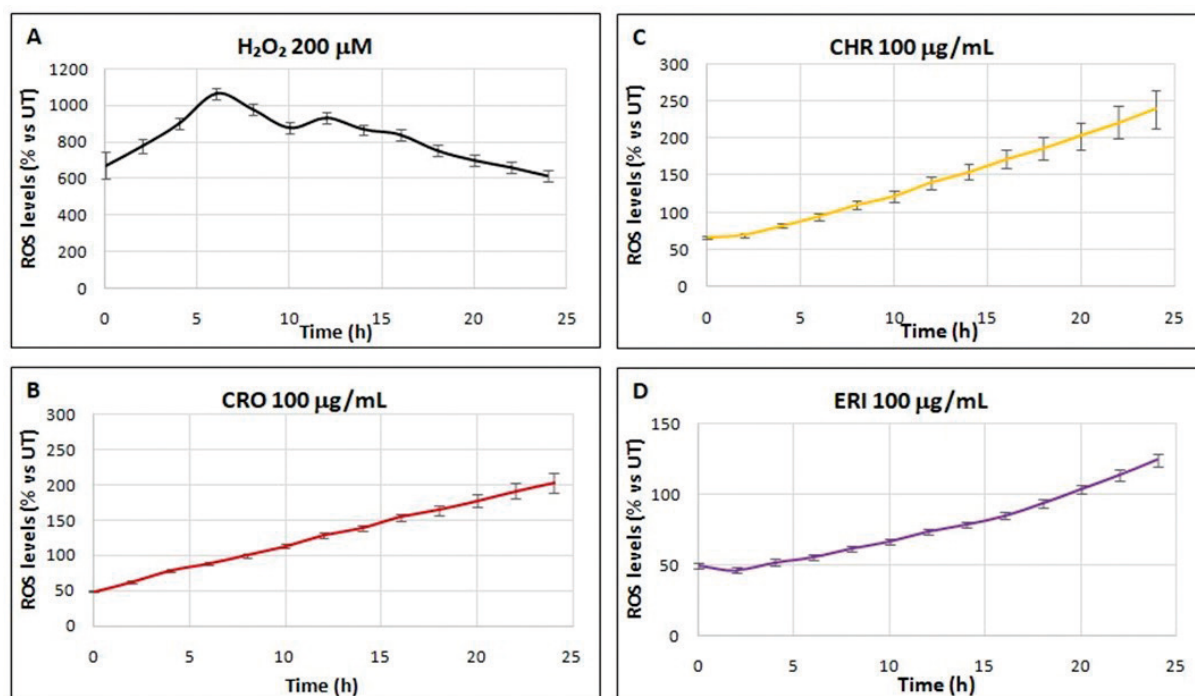 A
H₂O₂ 200 µM
ROS levels (% vs UT)
1200
1000
800
600
400
200
0
0 5 10 15 20 25
Time (h)
C
CHR 100 µg/mL
ROS levels (% vs UT)
300
250
200
150
100
50
0
0 5 10 15 20 25
Time (h)
B
CRO 100 µg/mL
ROS levels (% vs UT)
300
250
200
150
100
50
0
0 5 10 15 20 25
Time (h)
D
ERI 100 µg/mL
ROS levels (% vs UT)
150
100
50
0
0 5 10 15 20 25
Time (h)